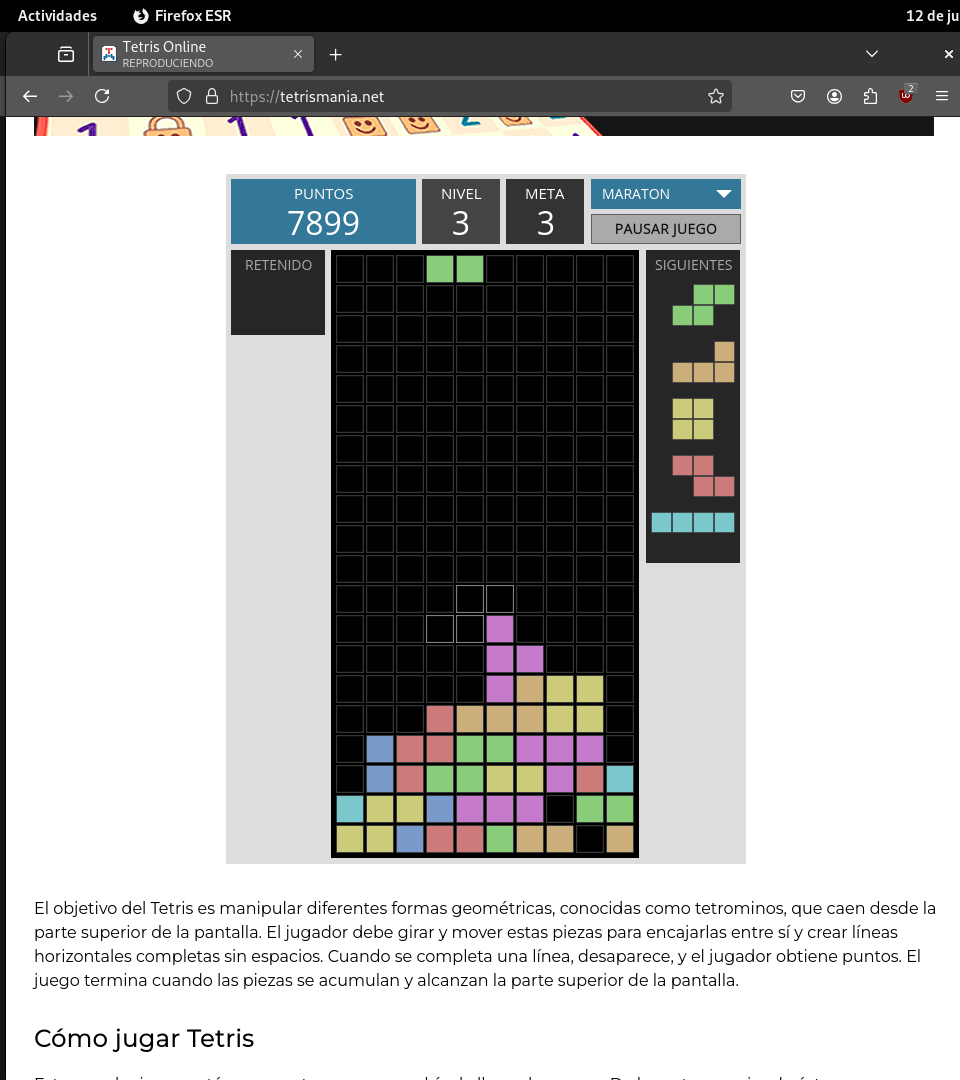 Actividades
Firefox ESR
12 de ju
Tetris Online
REPRODUCIENDO
https://tetrismania.net
2
1
1
1
2
PUNTOS
7899
NIVEL
3
META
3
MARATON
PAUSAR JUEGO
RETENIDO
SIGUIENTES
El objetivo del Tetris es manipular diferentes formas geométricas, conocidas como tetrominos, que caen desde la
parte superior de la pantalla. El jugador debe girar y mover estas piezas para encajarlas entre sí y crear líneas
horizontales completas sin espacios. Cuando se completa una línea, desaparece, y el jugador obtiene puntos. El
juego termina cuando las piezas se acumulan y alcanzan la parte superior de la pantalla.
Cómo jugar Tetris